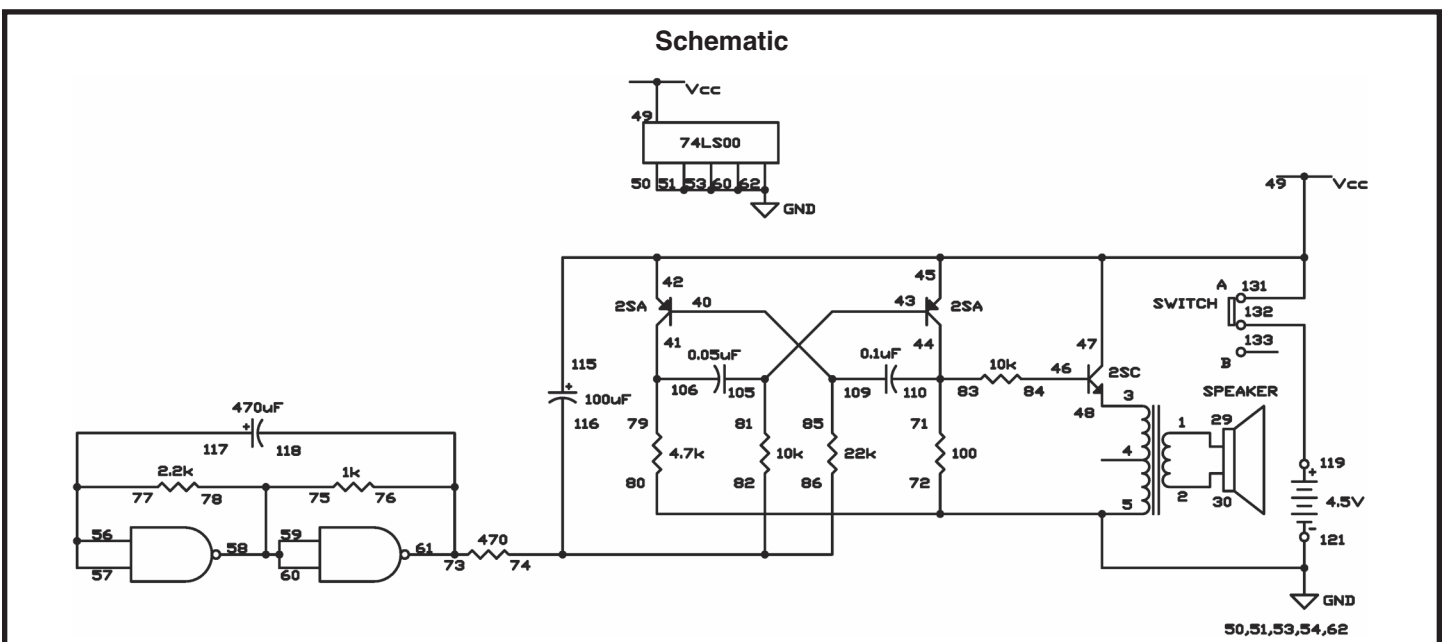 Schematic
Vcc
49
74LS00
50 51 53 60 62
GND
49 Vcc
42
45
2SA 40
43 2SA
A 131
SWITCH
132
133
B
41
44
47
0.05uF
0.1uF
10k
46
2SC
106 105
109 110
83 84
48
3
SPEAKER
115
100uF
116
79
4.7k
80
81
10k
82
85
22k
86
71
100
72
4
5
1
2
29
30
119
+
4.5V
-
121
470uF
+
117 118
2.2k
77 78
1k
75 76
56
57
58
59
60
61
73
470
74
GND
50,51,53,54,62